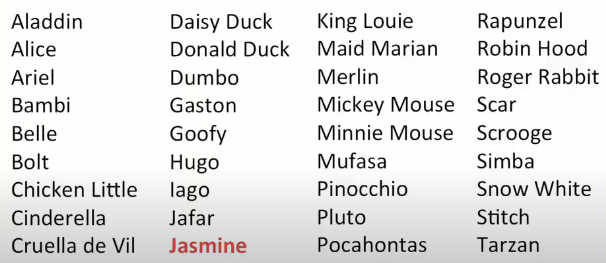 Aladdin
Alice
Ariel
Bambi
Belle
Bolt
Chicken Little
Cinderella
Cruella de Vil
Daisy Duck
Donald Duck
Dumbo
Gaston
Goofy
Hugo
Iago
Jafar
Jasmine
King Louie
Maid Marian
Merlin
Mickey Mouse
Minnie Mouse
Mufasa
Pinocchio
Pluto
Pocahontas
Rapunzel
Robin Hood
Roger Rabbit
Scar
Scrooge
Simba
Snow White
Stitch
Tarzan